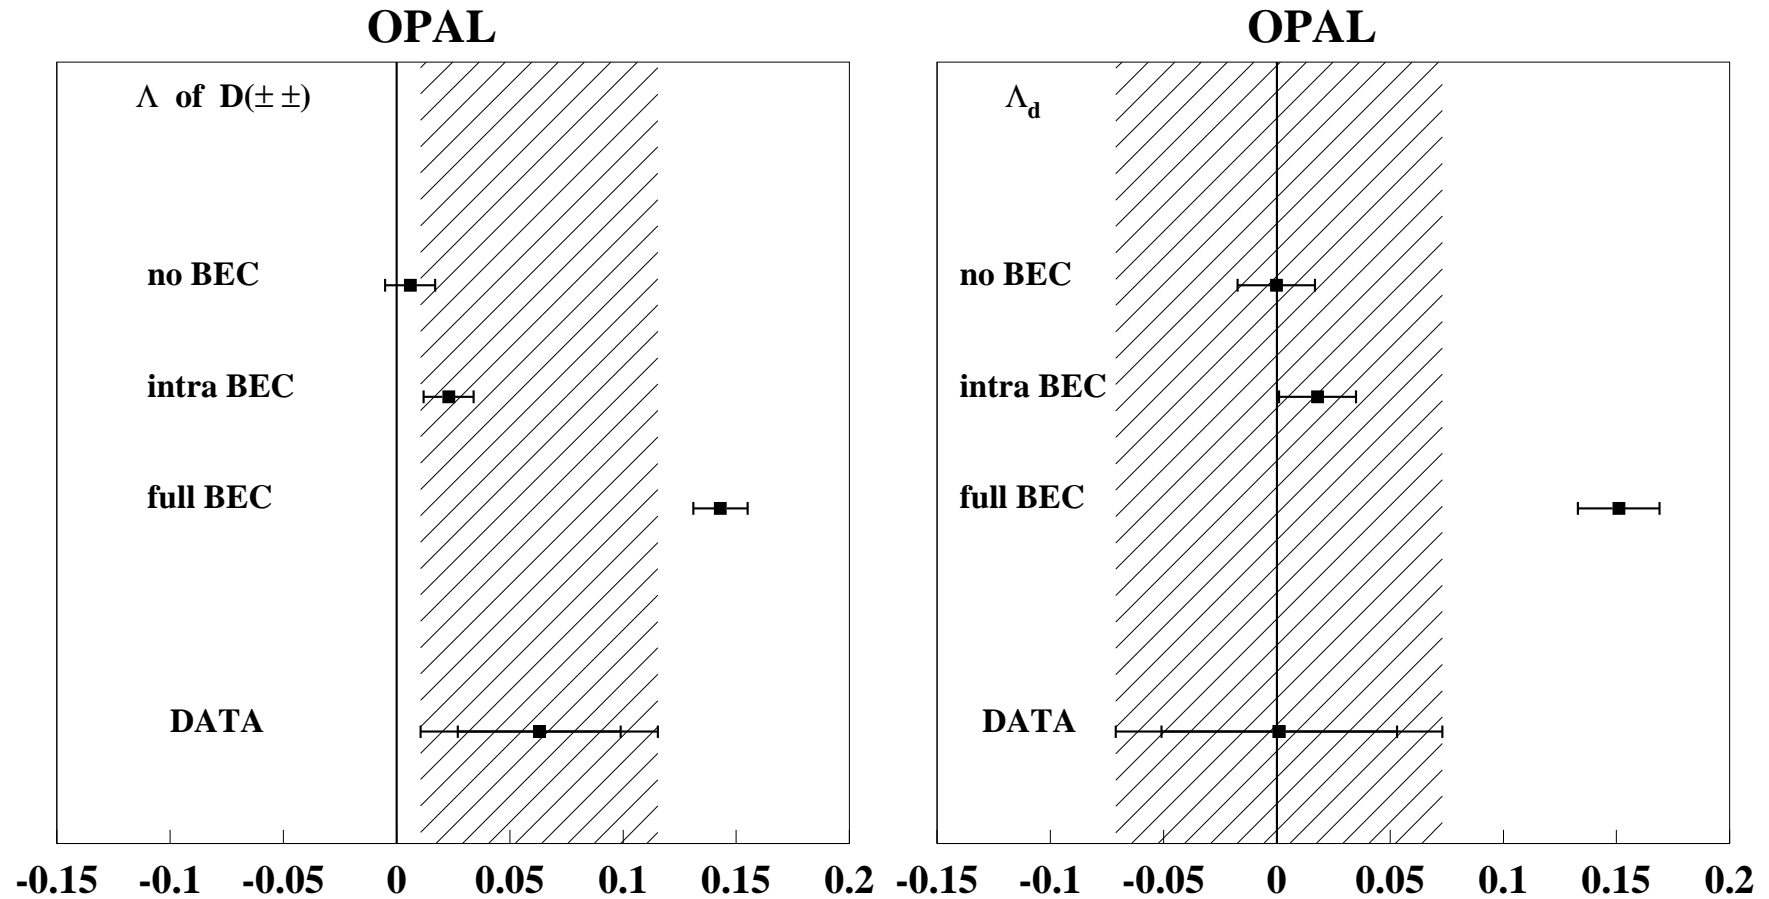 OPAL
Λ of D(± ±)
no BEC
intra BEC
full BEC
DATA
-0.15 -0.1 -0.05 0 0.05 0.1 0.15 0.2
OPAL
Λd
no BEC
intra BEC
full BEC
DATA
-0.15 -0.1 -0.05 0 0.05 0.1 0.15 0.2